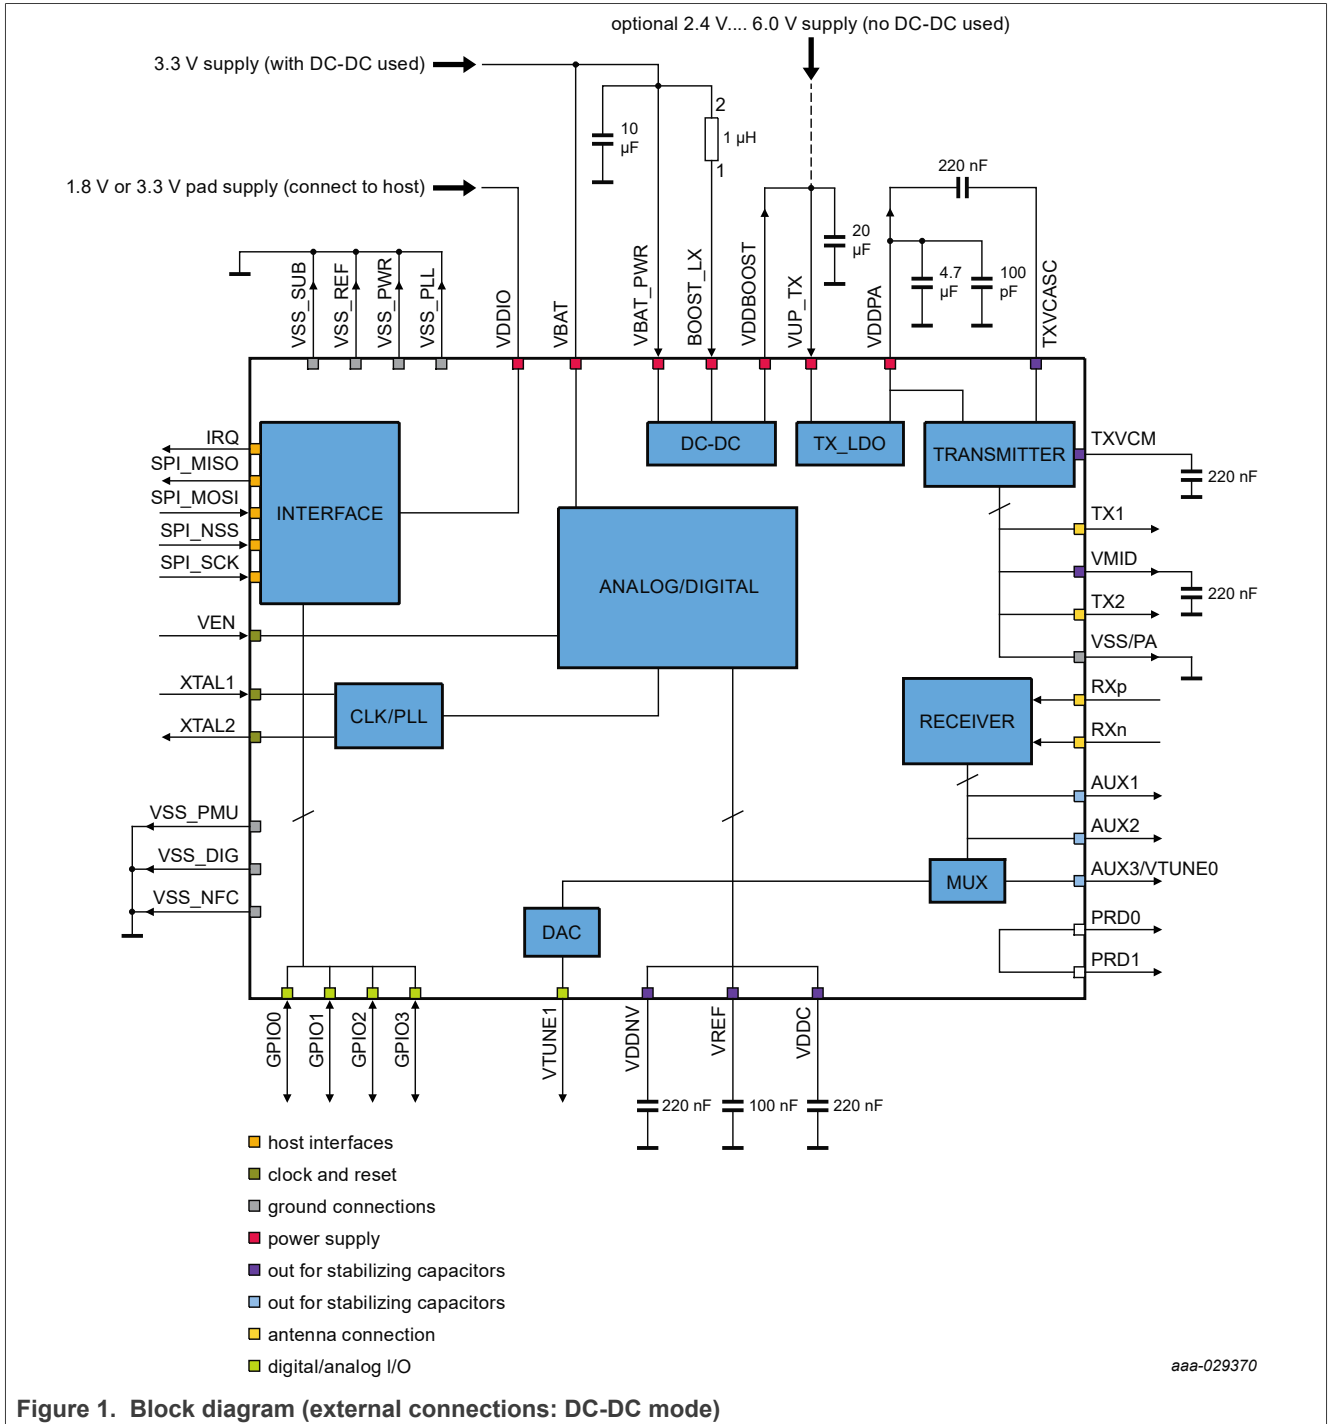 optional 2.4 V.... 6.0 V supply (no DC-DC used)
3.3 V supply (with DC-DC used)
2
10
µF
1 µH
1
220 nF
1.8 V or 3.3 V pad supply (connect to host)
20
µF
4.7
µF
100
pF
VSS_SUB
VSS_REF
VSS_PWR
VSS_PLL
VDDIO
VBAT
VBAT_PWR
BOOST_LX
VDDBOOST
VUP_TX
VDDPA
TXVCASC
IRQ
SPI_MISO
SPI_MOSI
SPI_NSS
SPI_SCK
INTERFACE
DC-DC
TX_LDO
TRANSMITTER
TXVCM
220 nF
TX1
VMID
220 nF
TX2
VSS/PA
ANALOG/DIGITAL
VEN
XTAL1
XTAL2
CLK/PLL
RECEIVER
RXp
RXn
AUX1
AUX2
AUX3/VTUNE0
MUX
VSS_PMU
VSS_DIG
VSS_NFC
DAC
PRD0
PRD1
GPIO0
GPIO1
GPIO2
GPIO3
VTUNE1
VDDNV
VREF
VDDC
220 nF
100 nF
220 nF
host interfaces
clock and reset
ground connections
power supply
out for stabilizing capacitors
out for stabilizing capacitors
antenna connection
digital/analog I/O
aaa-029370
Figure 1. Block diagram (external connections: DC-DC mode)